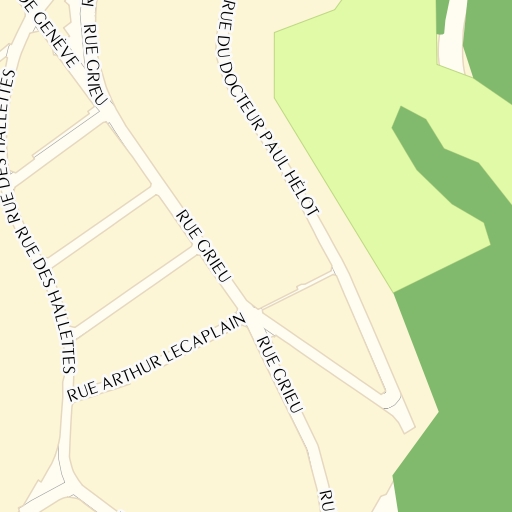 DE GENÈVE
RUE GRIEU
RUE DU DOCTEUR PAUL HÉLOT
RUE DES HALLETTES
RUE DES HALLETTES
RUE GRIEU
RUE ARTHUR LECAPLAIN
RUE GRIEU
RU